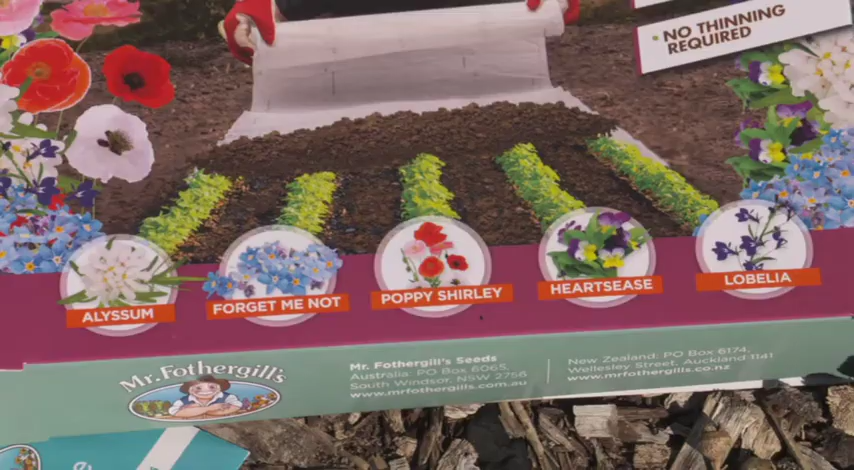 • NO THINNING
REQUIRED
ALYSSUM
FORGET ME NOT
POPPY SHIRLEY
HEARTSEASE
LOBELIA
Mr. Fothergill's
Mr. Fothergill's Seeds
Australia: PO Box 6065,
South Windsor, NSW 2756
www.mrfothergills.com.au
New Zealand: PO Box 6174,
Wellesley Street, Auckland 1141
www.mrfothergills.co.nz